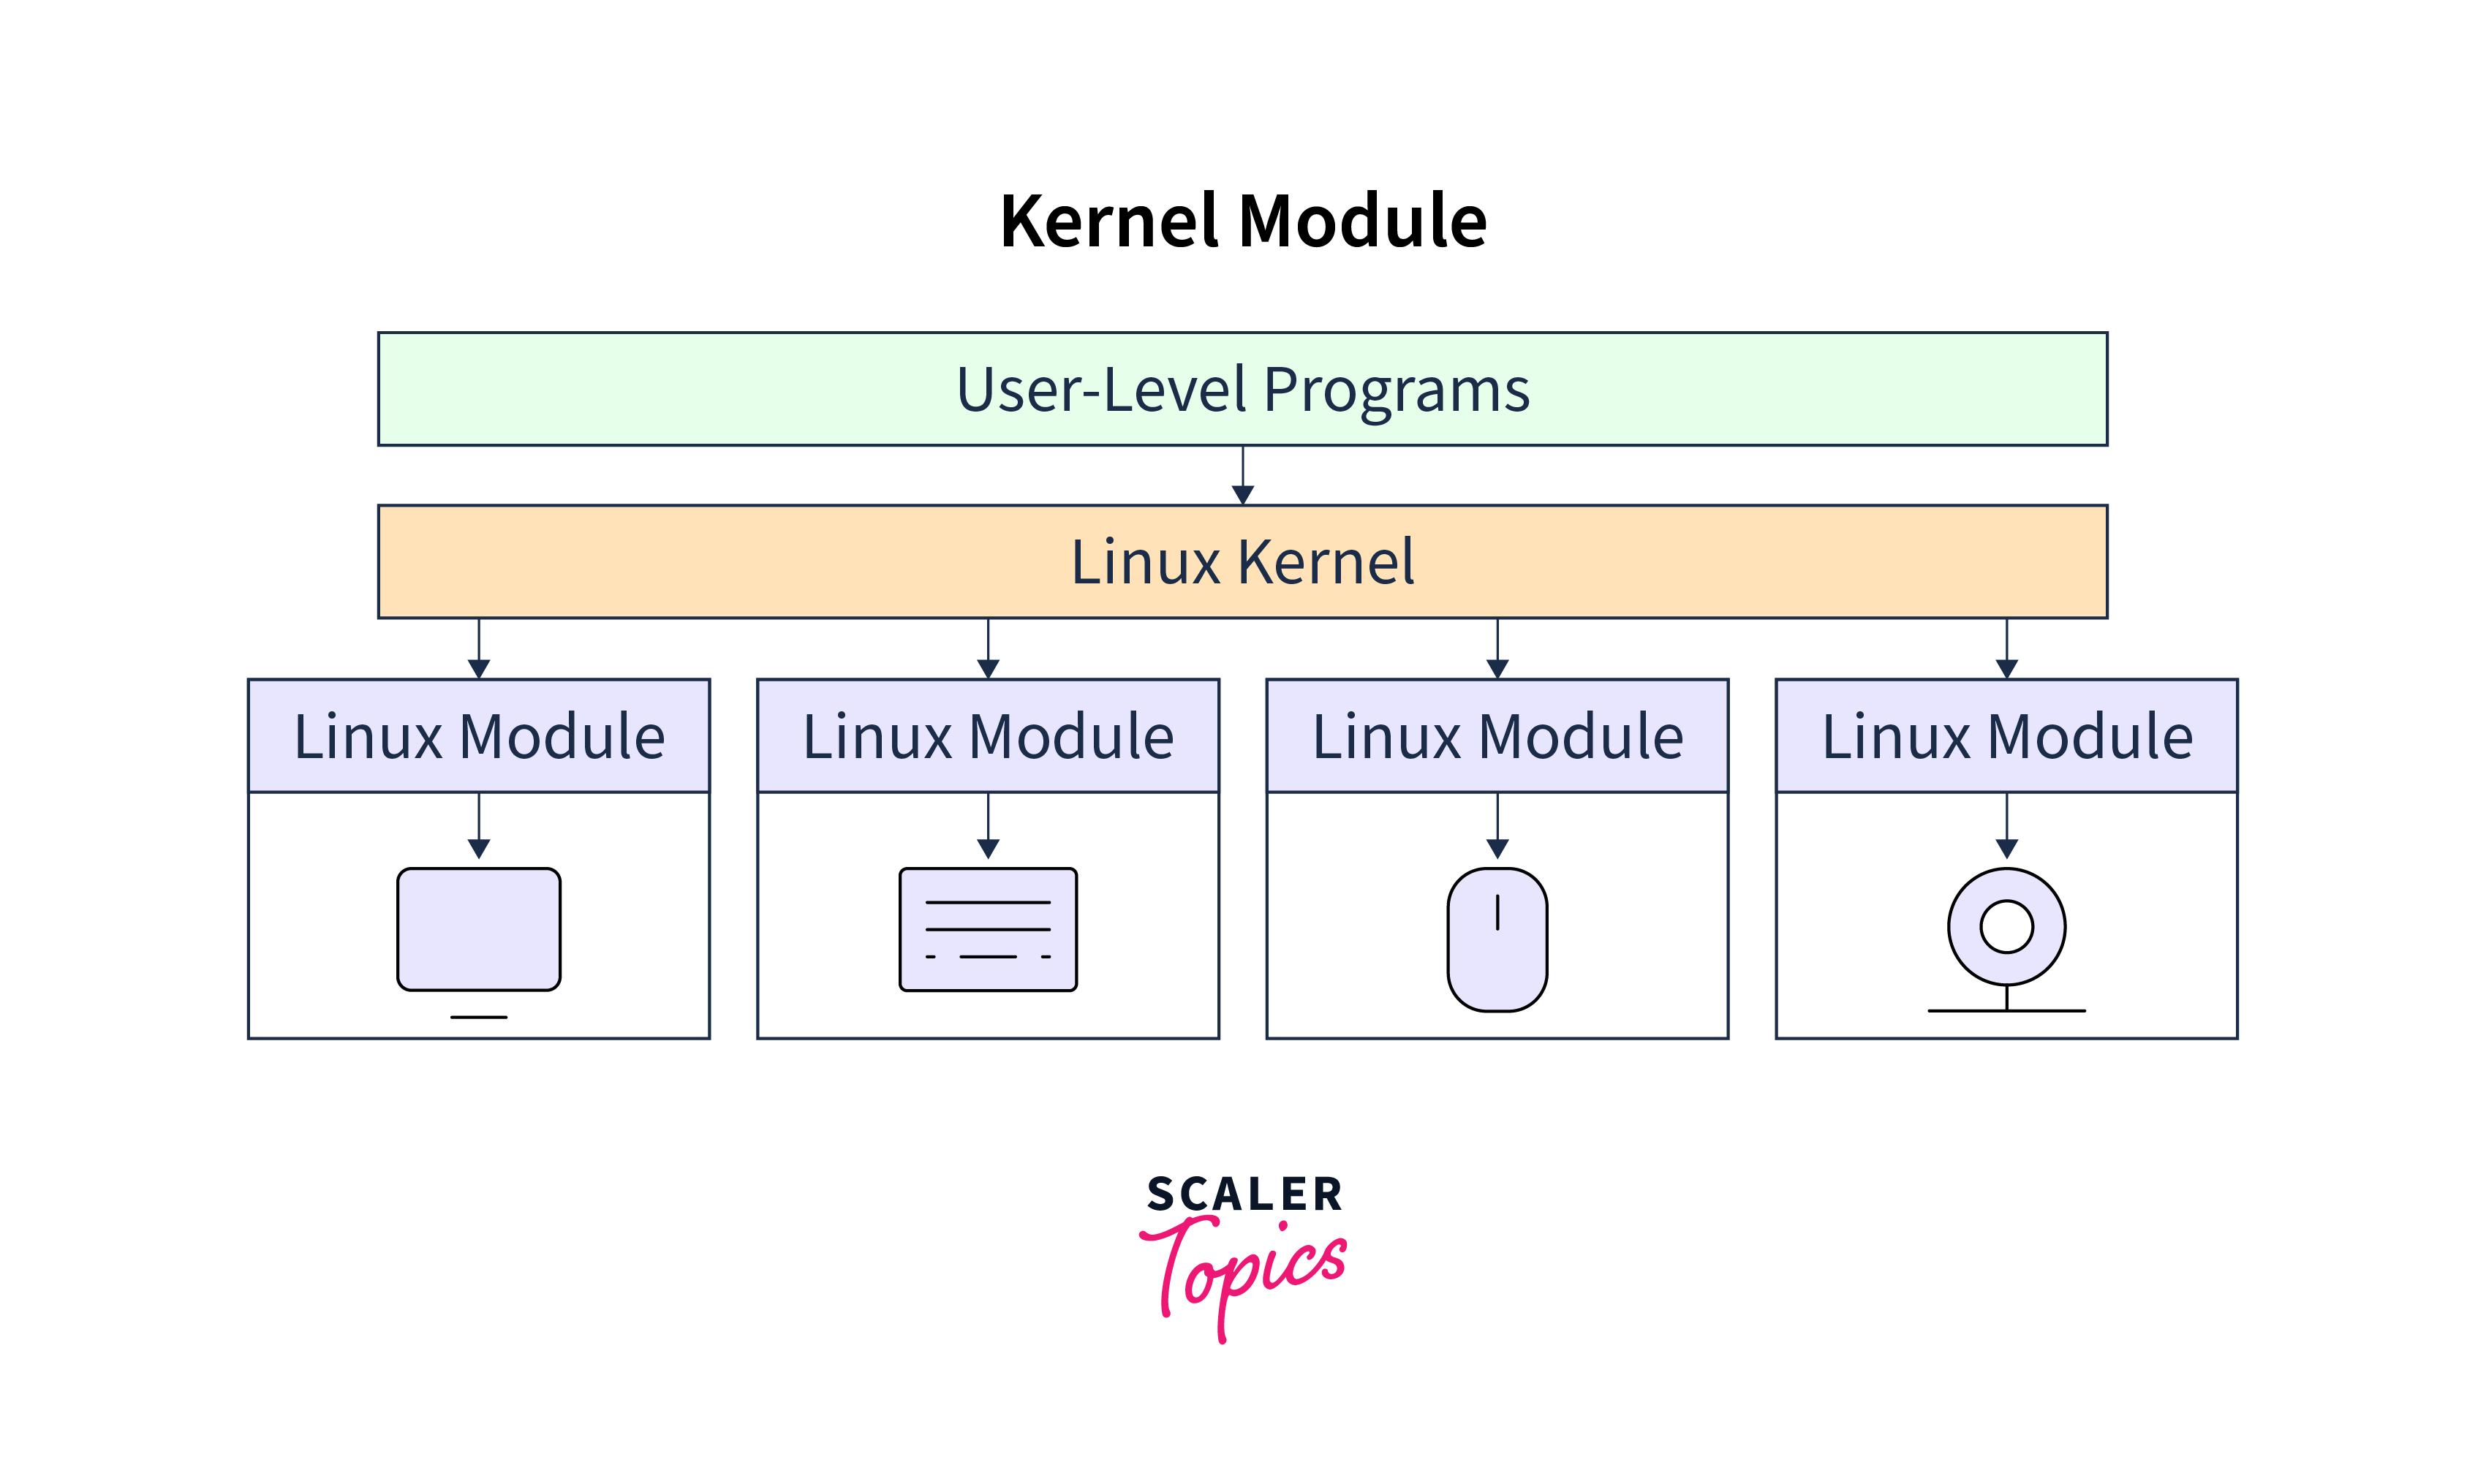 Kernel Module
User-Level Programs
Linux Kernel
Linux Module
Linux Module
Linux Module
Linux Module
SCALER
Topics